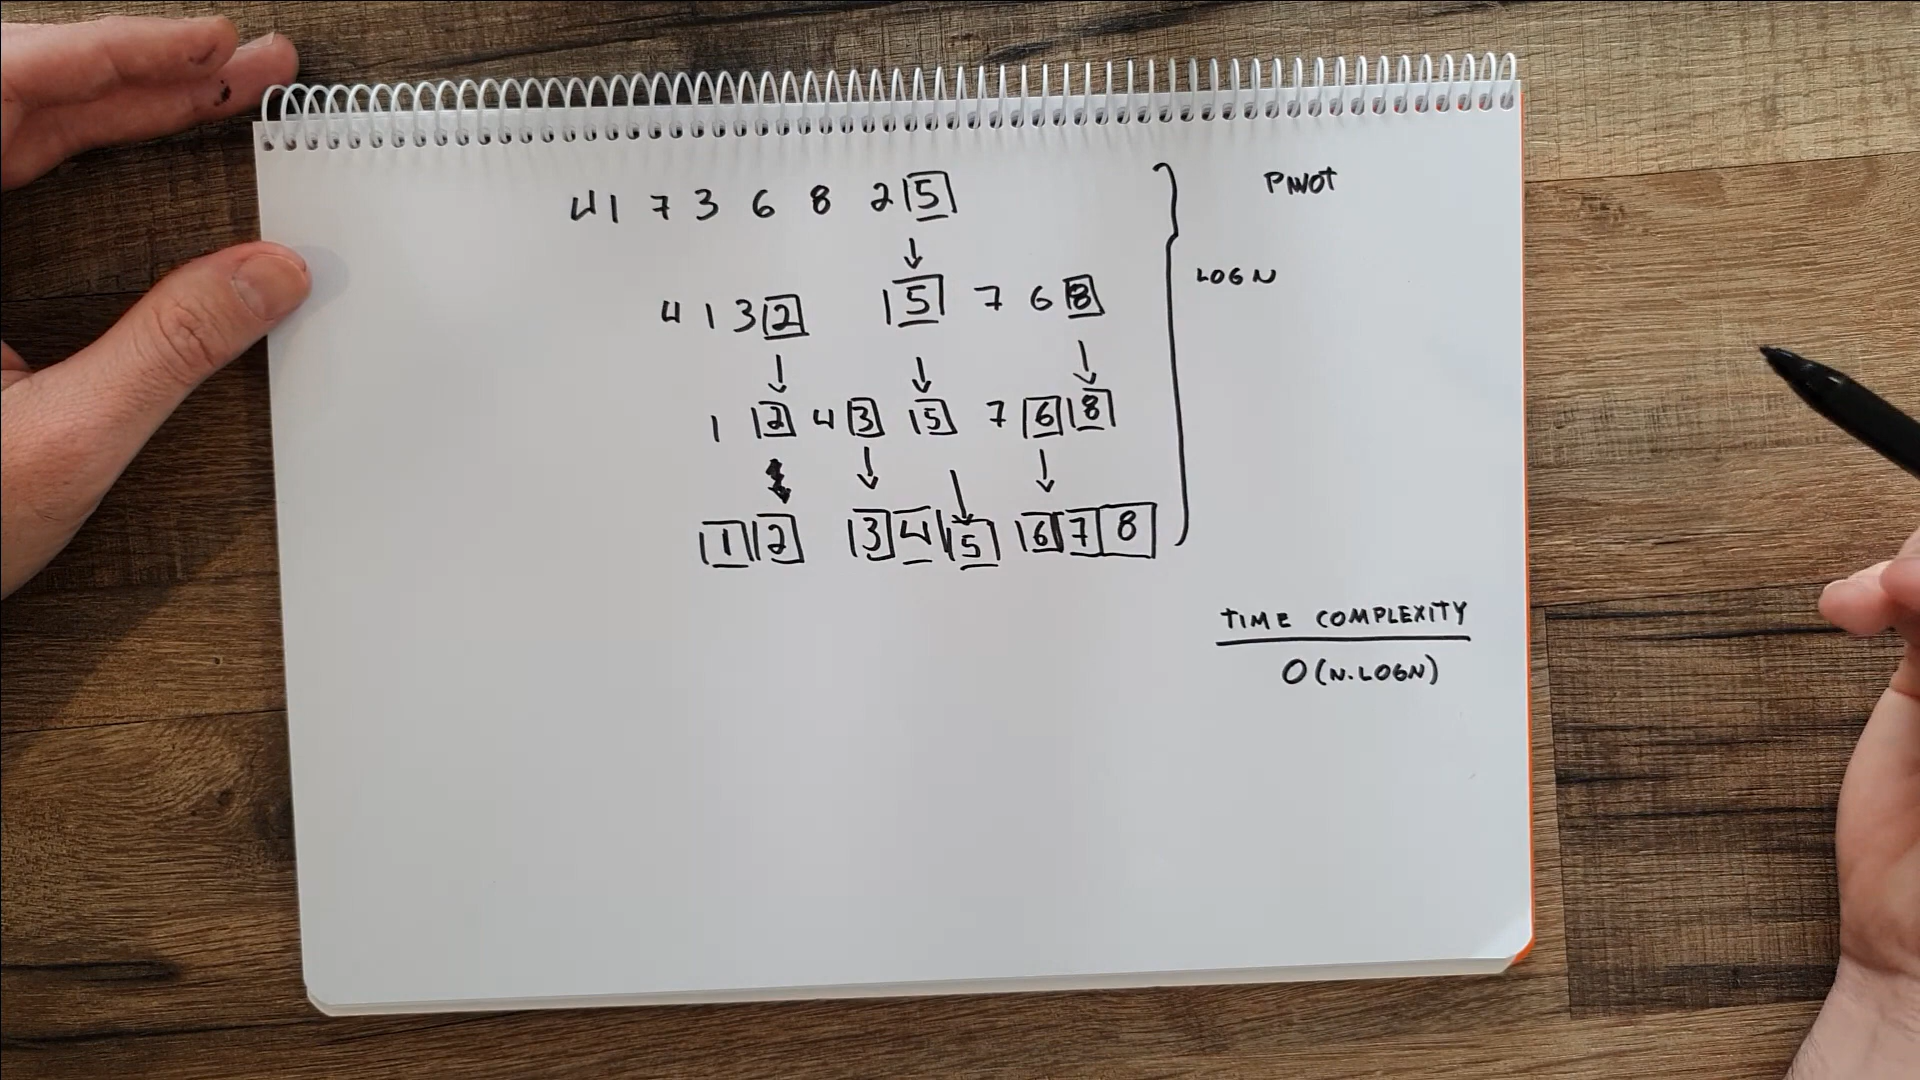 4 1 7 3 6 8 2 5
PIVOT
4 1 3 2 5 7 6 8
LOG N
1 2 4 3 5 7 6 8
1 2 3 4 5 6 7 8
TIME COMPLEXITY
O(N.LOGN)